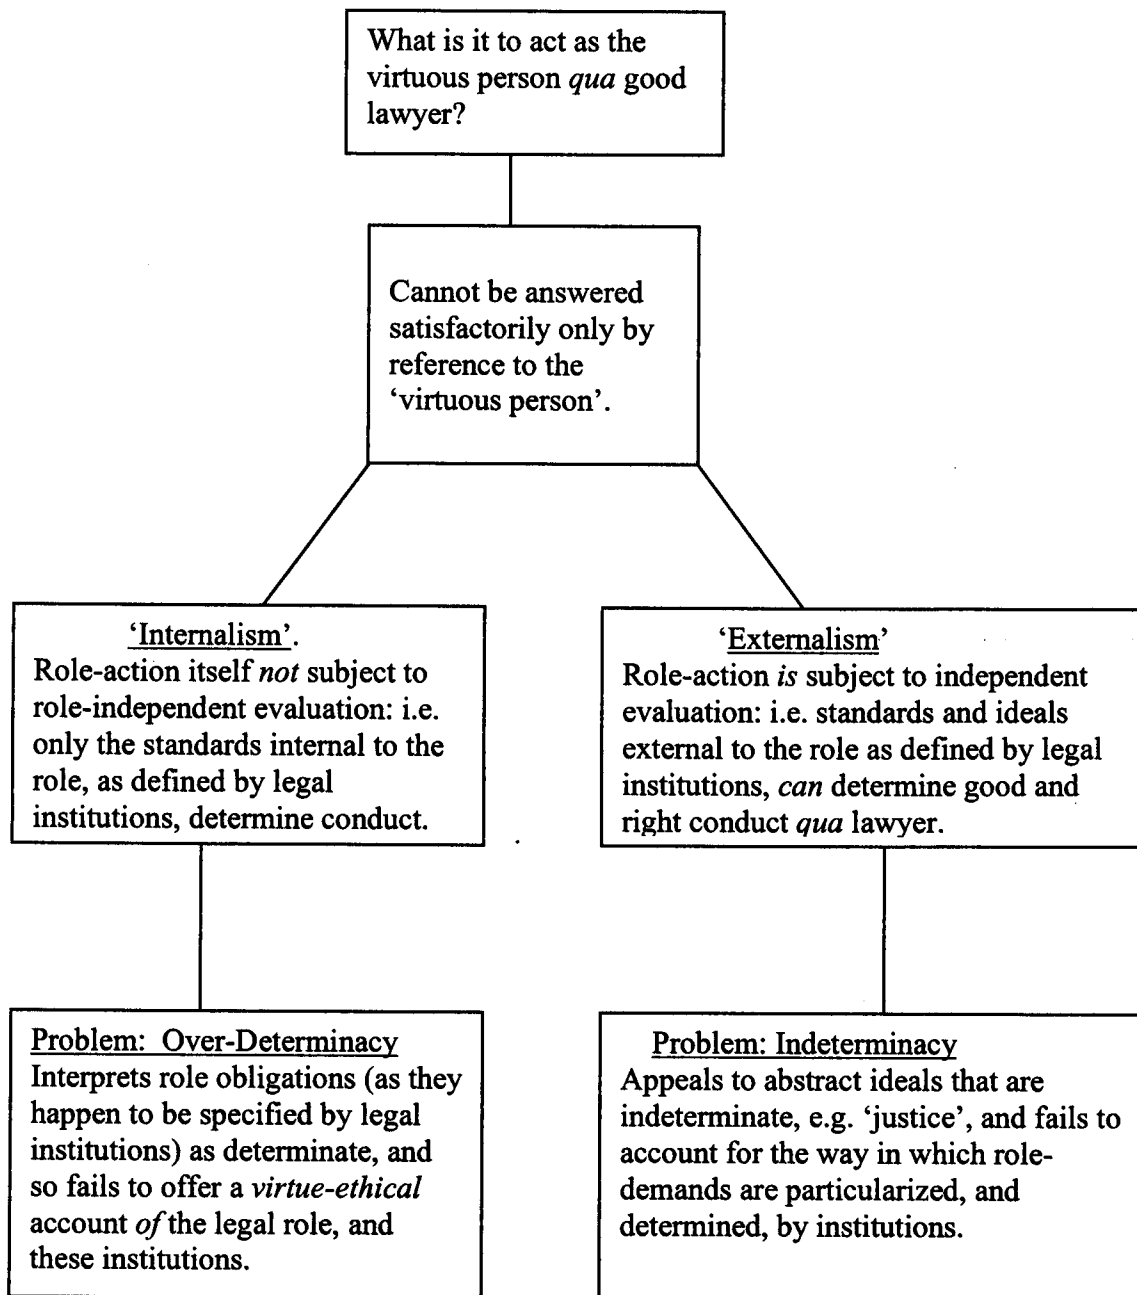 What is it to act as the
virtuous person qua good
lawyer?
Cannot be answered
satisfactorily only by
reference to the
‘virtuous person’.
‘Internalism’.
Role-action itself not subject to
role-independent evaluation: i.e.
only the standards internal to the
role, as defined by legal
institutions, determine conduct.
‘Externalism’
Role-action is subject to independent
evaluation: i.e. standards and ideals
external to the role as defined by legal
institutions, can determine good and
right conduct qua lawyer.
Problem: Over-Determinacy
Interprets role obligations (as they
happen to be specified by legal
institutions) as determinate, and
so fails to offer a virtue-ethical
account of the legal role, and
these institutions.
Problem: Indeterminacy
Appeals to abstract ideals that are
indeterminate, e.g. ‘justice’, and fails to
account for the way in which role-
demands are particularized, and
determined, by institutions.